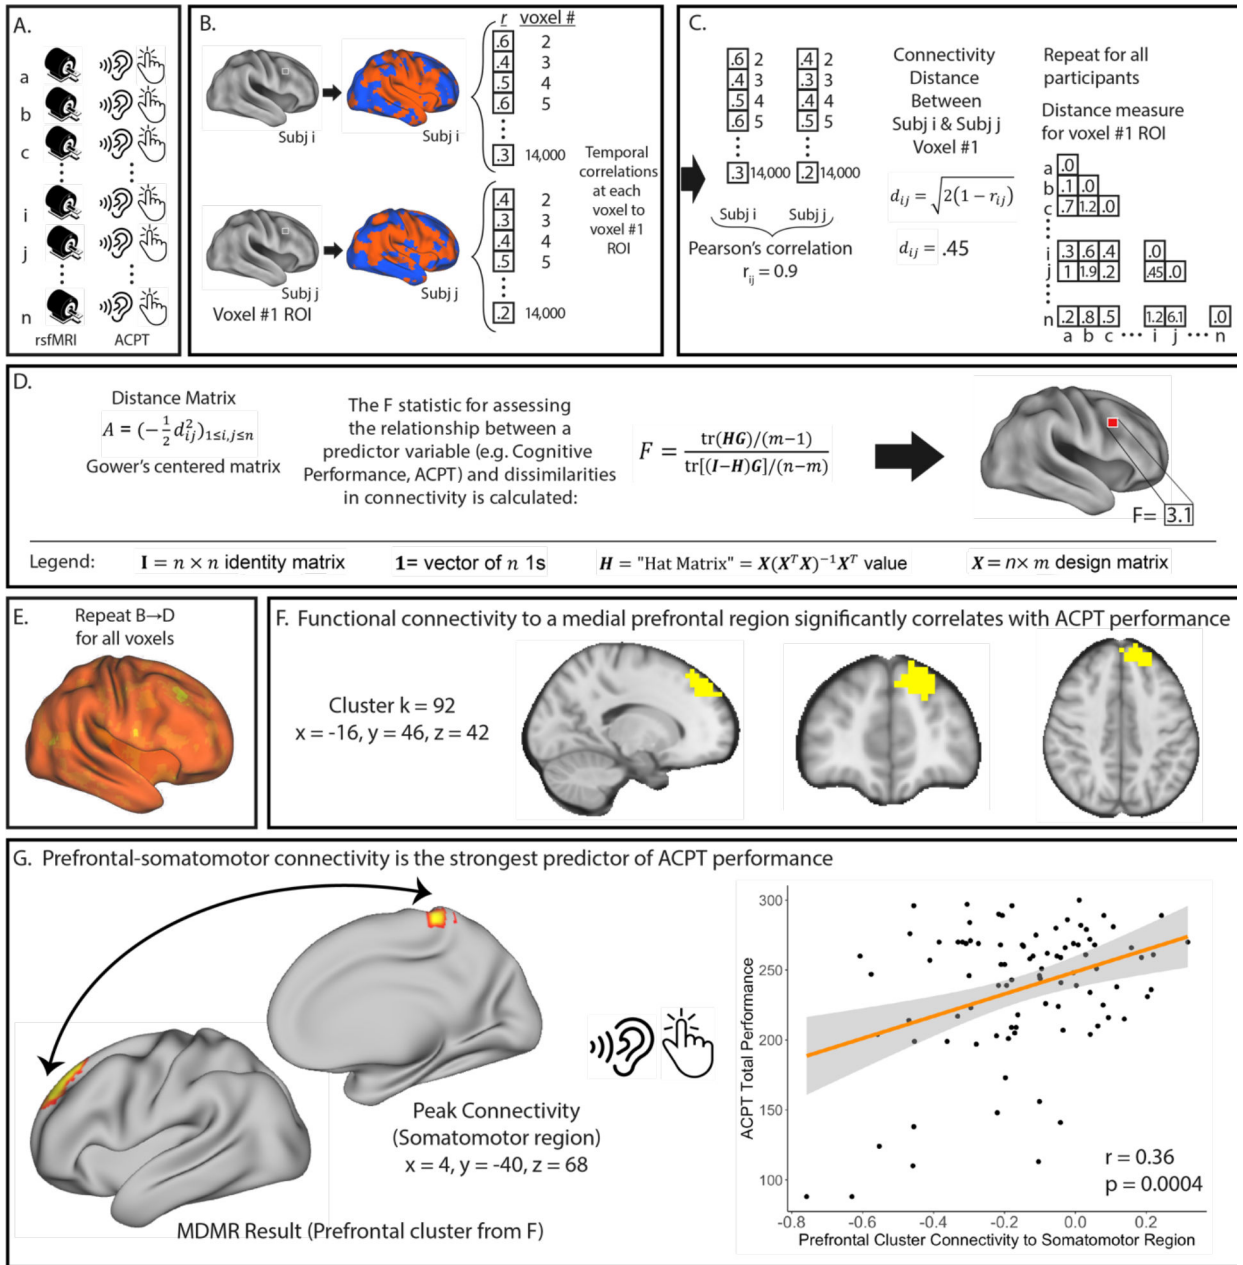 A.
a
b
c
i
j
n
rsfMRI ACPT
B.
r voxel #
.6 2
.4 3
.5 4
.6 5
.3 14,000
Subj i Subj i
.4 2
.3 3
.4 4
.5 5
.2 14,000
Subj j Subj j
Voxel #1 ROI
Temporal
correlations
at each
voxel to
voxel #1
ROI
C.
.6 2 .4 2
.4 3 .3 3
.5 4 .4 4
.6 5 .5 5
.3 14,000 .2 14,000
Subj i Subj j
Pearson's correlation
r_ij = 0.9
Connectivity
Distance
Between
Subj i & Subj j
Voxel #1
d_ij = √2(1 − r_ij)
d_ij = .45
Repeat for all
participants
Distance measure
for voxel #1 ROI
a .0
b .1 .0
c .7 1.2 .0
i .3 .6 .4 .0
j 1 1.9 .2 .45 .0
n .2 .8 .5 1.2 6.1 .0
a b c ··· i j ··· n
D.
Distance Matrix
A = (−½ d²_ij)1≤i,j≤n
Gower's centered matrix
The F statistic for assessing
the relationship between a
predictor variable (e.g. Cognitive
Performance, ACPT) and dissimilarities
in connectivity is calculated:
F = tr(HG)/(m−1) / tr[(I−H)G]/(n−m)
F= 3.1
Legend: I = n × n identity matrix 1= vector of n 1s H = "Hat Matrix" = X(XᵀX)⁻¹Xᵀ value X = n× m design matrix
E.
Repeat B→D
for all voxels
F. Functional connectivity to a medial prefrontal region significantly correlates with ACPT performance
Cluster k = 92
x = -16, y = 46, z = 42
G. Prefrontal-somatomotor connectivity is the strongest predictor of ACPT performance
Peak Connectivity
(Somatomotor region)
x = 4, y = -40, z = 68
MDMR Result (Prefrontal cluster from F)
ACPT Total Performance
300
250
200
150
100
r = 0.36
p = 0.0004
-0.8 -0.6 -0.4 -0.2 0.0 0.2
Prefrontal Cluster Connectivity to Somatomotor Region